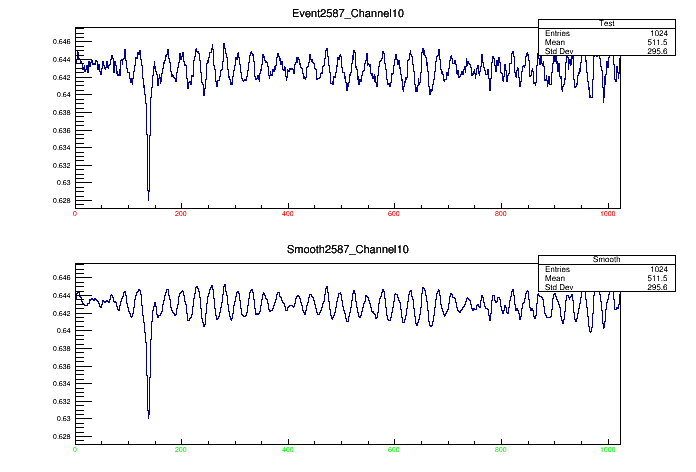 Event2587_Channel10
Test
Entries 1024
Mean 511.5
Std Dev 295.6
0.646
0.644
0.642
0.64
0.638
0.636
0.634
0.632
0.63
0.628
0 200 400 600 800 1000
Smooth2587_Channel10
Smooth
Entries 1024
Mean 511.5
Std Dev 295.6
0.646
0.644
0.642
0.64
0.638
0.636
0.634
0.632
0.63
0.628
0 200 400 600 800 1000